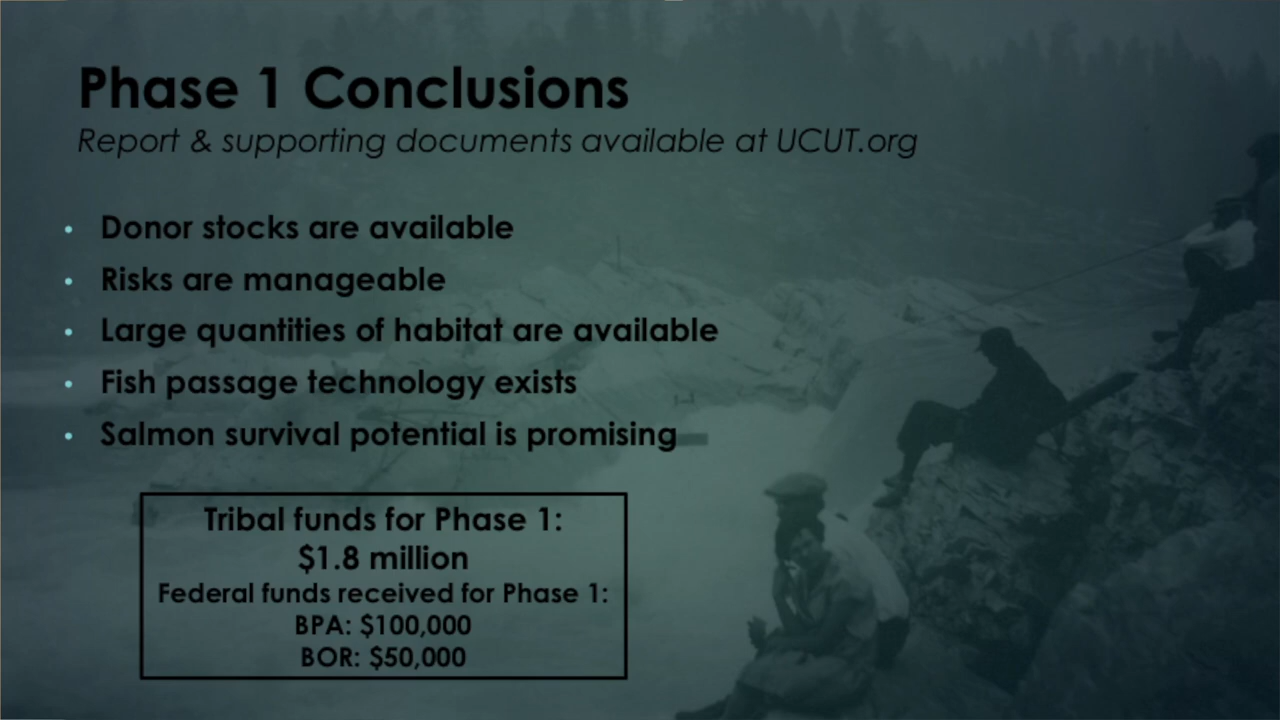 Phase 1 Conclusions
Report & supporting documents available at UCUT.org
• Donor stocks are available
• Risks are manageable
• Large quantities of habitat are available
• Fish passage technology exists
• Salmon survival potential is promising
Tribal funds for Phase 1:
$1.8 million
Federal funds received for Phase 1:
BPA: $100,000
BOR: $50,000